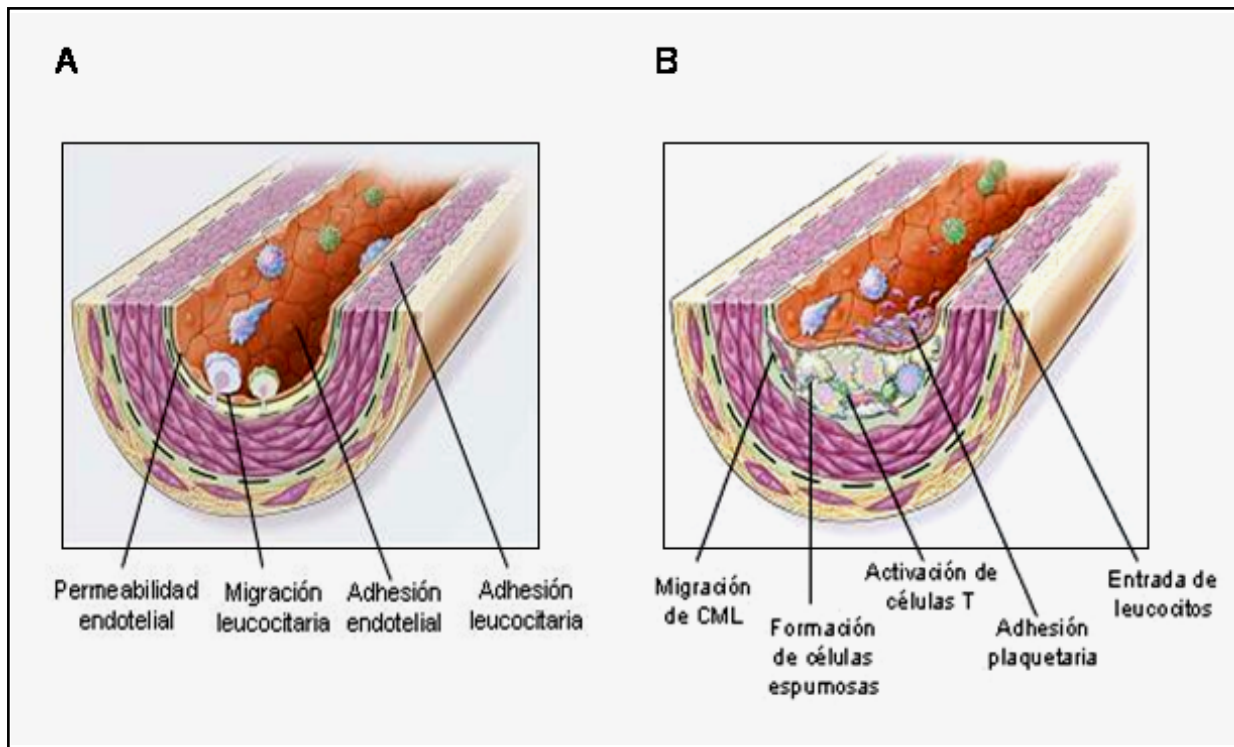 A
B
Permeabilidad
endotelial
Migración
leucocitaria
Adhesión
endotelial
Adhesión
leucocitaria
Migración
de CML
Formación
de células
espumosas
Activación de
células T
Adhesión
plaquetaria
Entrada de
leucocitos